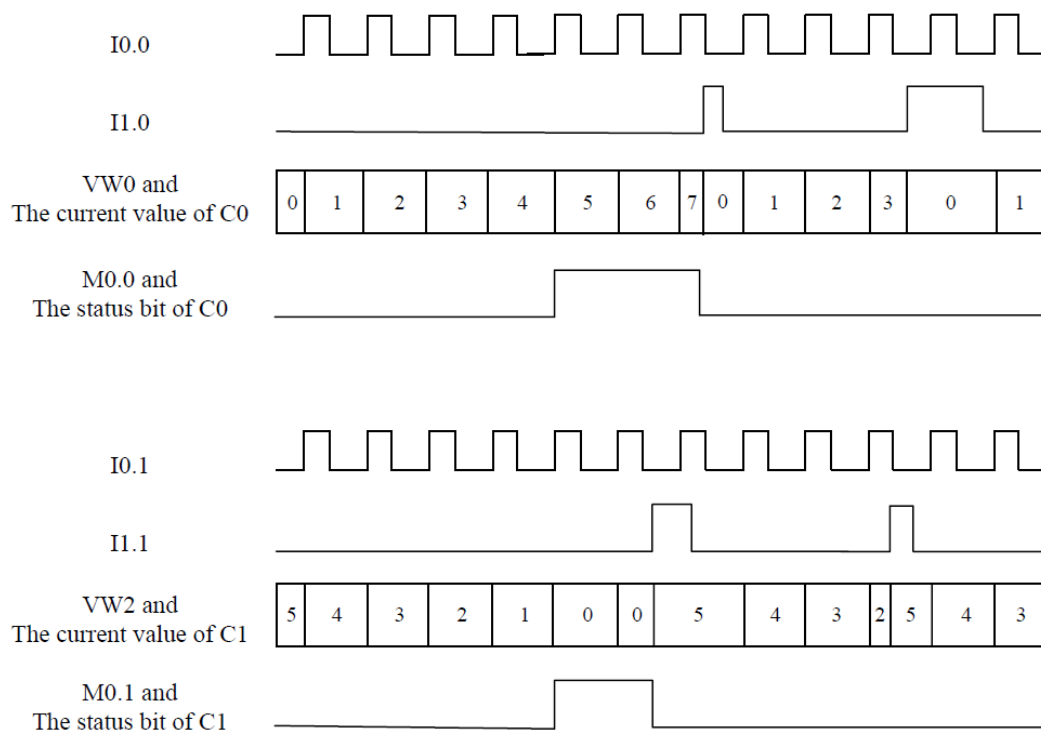 I0.0
I1.0
VW0 and
The current value of C0
0 1 2 3 4 5 6 7 0 1 2 3 0 1
M0.0 and
The status bit of C0
I0.1
I1.1
VW2 and
The current value of C1
5 4 3 2 1 0 0 5 4 3 2 5 4 3
M0.1 and
The status bit of C1